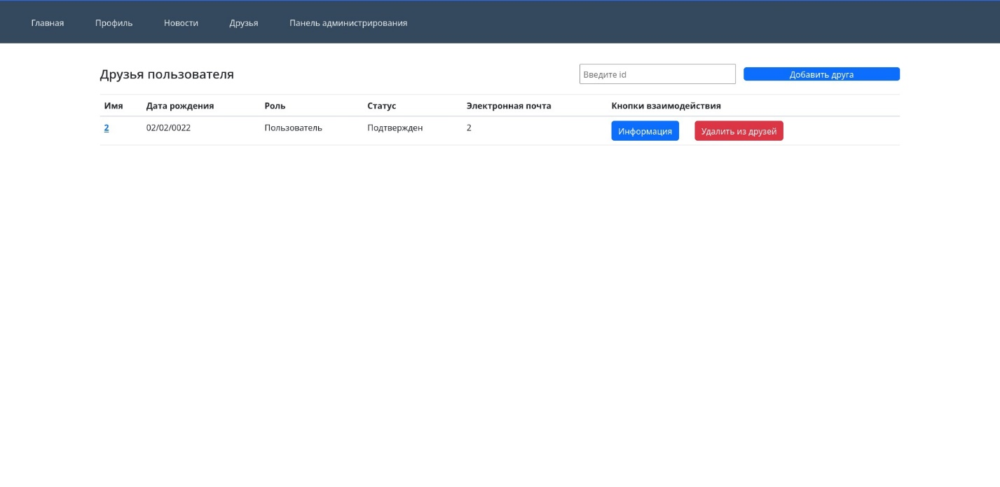 Главная Профиль Новости Друзья Панель администрирования
Друзья пользователя Введите id Добавить друга
Имя Дата рождения Роль Статус Электронная почта Кнопки взаимодействия
2 02/02/0022 Пользователь Подтвержден 2 Информация Удалить из друзей